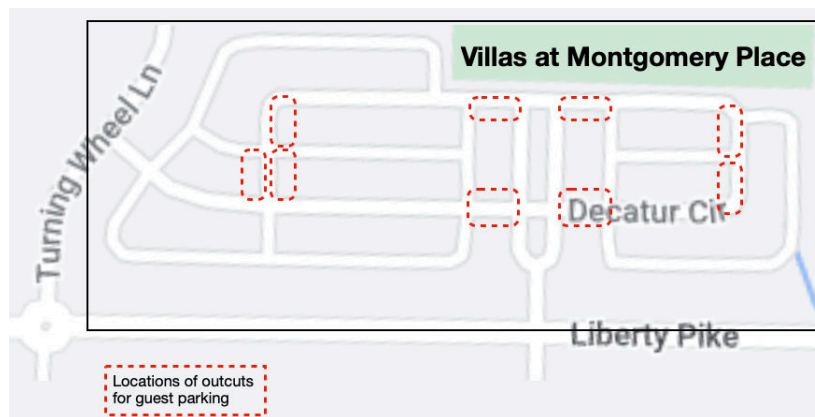 Villas at Montgomery Place
Turning Wheel Ln
Decatur Cir
Liberty Pike
Locations of outcuts
for guest parking